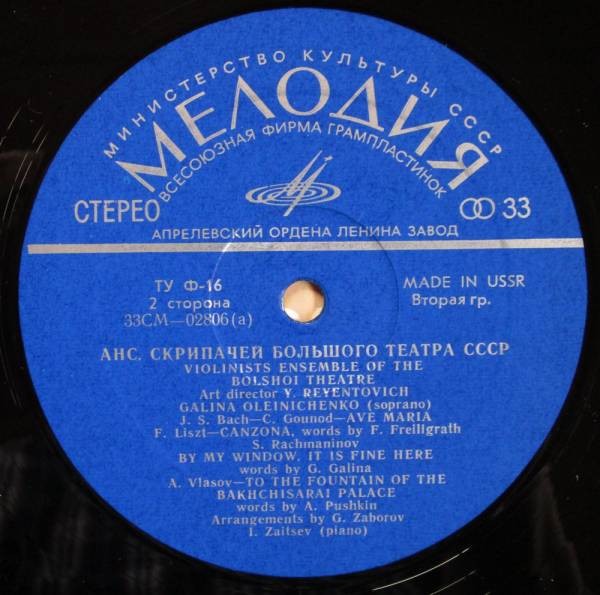 МИНИСТЕРСТВО КУЛЬТУРЫ СССР
МЕЛОДИЯ
ВСЕСОЮЗНАЯ ФИРМА ГРАМПЛАСТИНОК
СТЕРЕО
33
АПРЕЛЕВСКИЙ ОРДЕНА ЛЕНИНА ЗАВОД
ТУ Ф-16
2 сторона
33СМ—02806(а)
MADE IN USSR
Вторая гр.
АНС. СКРИПАЧЕЙ БОЛЬШОГО ТЕАТРА СССР
VIOLINISTS ENSEMBLE OF THE
BOLSHOI THEATRE
Art director Y. REYENTOVICH
GALINA OLEINICHENKO (soprano)
J. S. Bach—C. Gounod—AVE MARIA
F. Liszt—CANZONA, words by F. Freiligrath
S. Rachmaninov
BY MY WINDOW, IT IS FINE HERE
words by G. Galina
A. Vlasov—TO THE FOUNTAIN OF THE
BAKHCHISARAI PALACE
words by A. Pushkin
Arrangements by G. Zaborov
I. Zaitsev (piano)